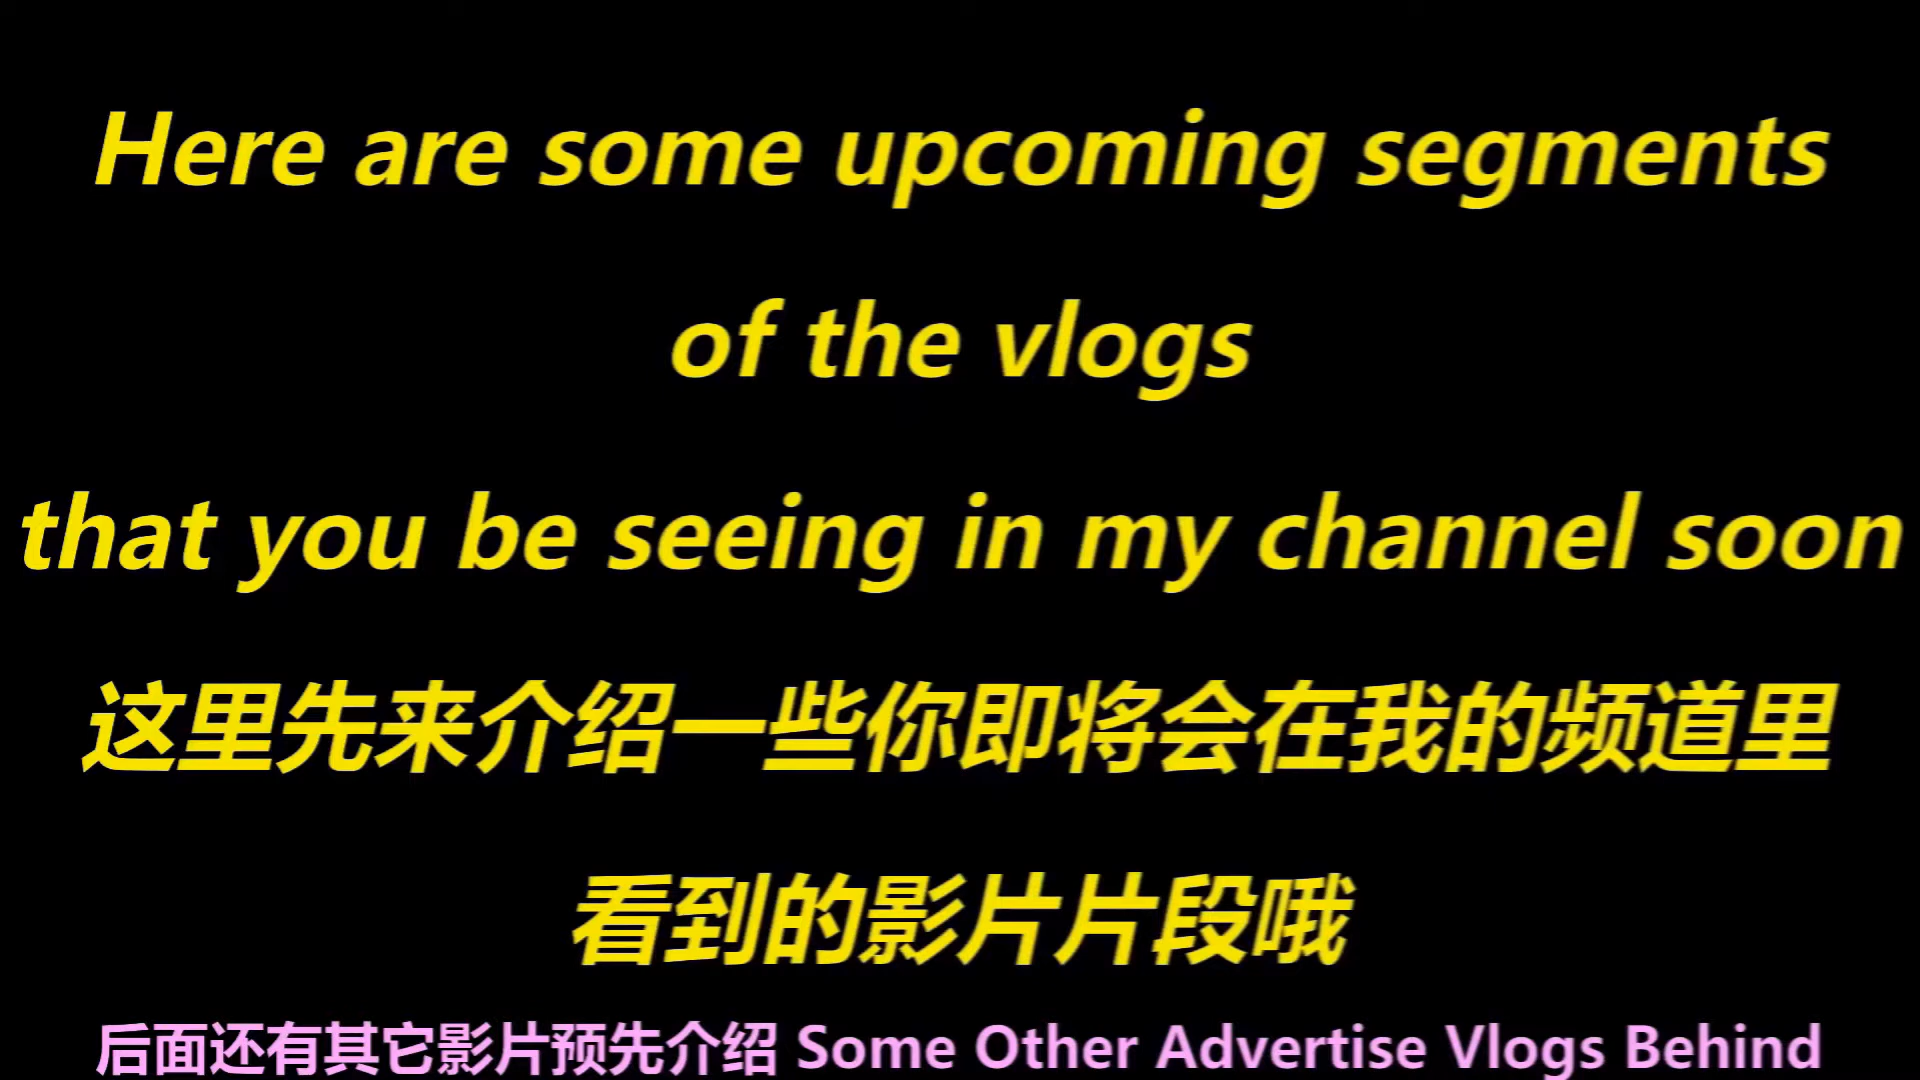 Here are some upcoming segments
of the vlogs
that you be seeing in my channel soon
这里先来介绍一些你即将会在我的频道里
看到的影片片段哦
后面还有其它影片预先介绍 Some Other Advertise Vlogs Behind